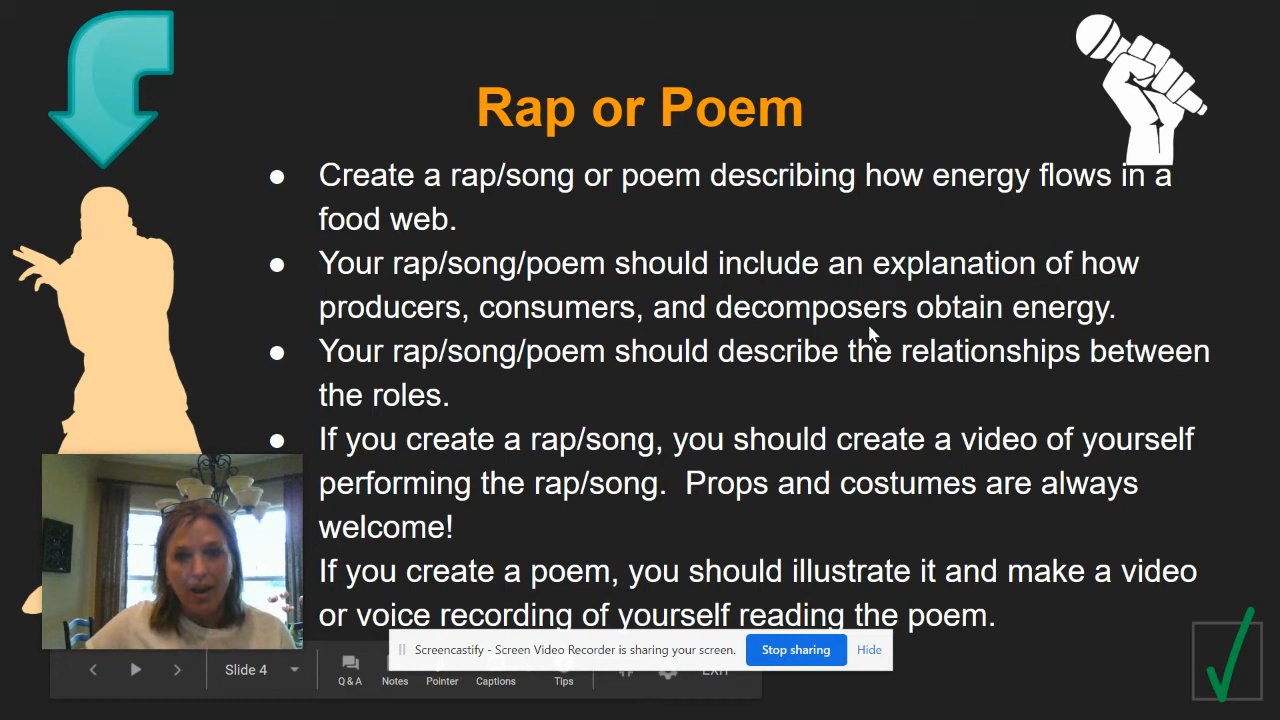 Rap or Poem
● Create a rap/song or poem describing how energy flows in a
food web.
● Your rap/song/poem should include an explanation of how
producers, consumers, and decomposers obtain energy.
● Your rap/song/poem should describe the relationships between
the roles.
● If you create a rap/song, you should create a video of yourself
performing the rap/song.  Props and costumes are always
welcome!
If you create a poem, you should illustrate it and make a video
or voice recording of yourself reading the poem.
Screencastify - Screen Video Recorder is sharing your screen. Stop sharing Hide
Slide 4
Q & A Notes Pointer Captions Tips EXIT